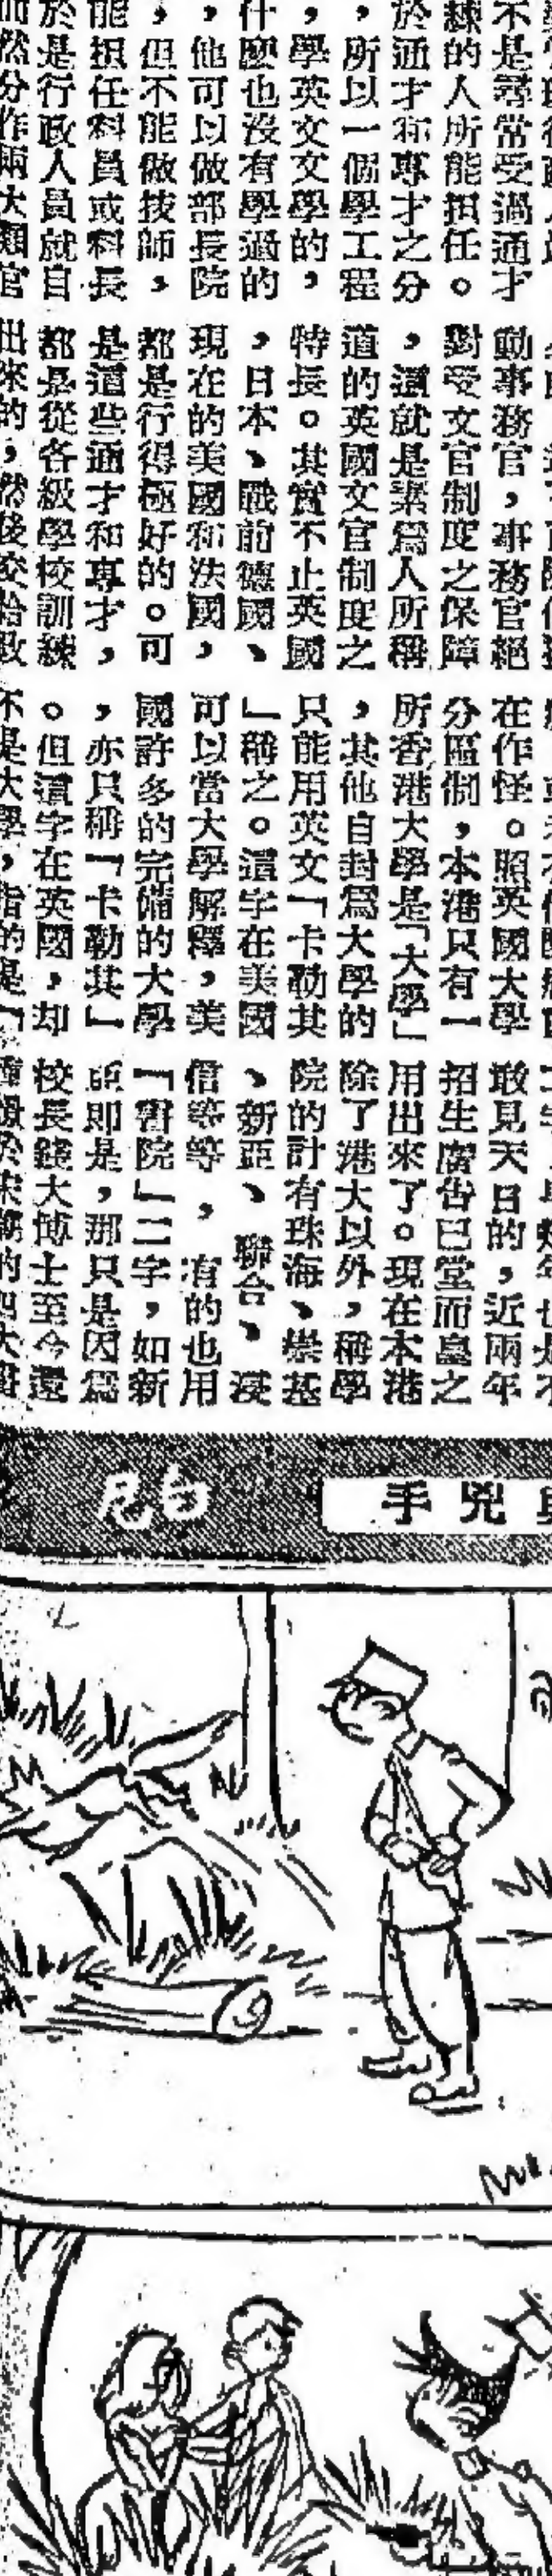 不是尋常受過通才
練的人所能担任。
於通才和專才之分
，所以一個學工程
，學英文文學的，
什麽也沒有學過的
，他可以做部長院
，但不能做技師，
能担任科員或科長
於是行政人員就自
而然分作兩大類官
動事務官，事務官絕
對受文官制度之保障
，這就是素爲人所稱
道的英國文官制度之
特長。其實不止英國
，日本、戰前德國、
現在的美國和法國，
都是行得極好的。可
是這些通才和專才，
都是從各級學校訓練
出來的，然後交給政
在作怪。照英國大學
分區制，本港只有一
所香港大學是「大學」
，其他自封爲大學的
只能用英文「卡勒其
」稱之。這字在美國
可以當大學解釋，美
國許多的完備的大學
，亦只稱「卡勒其」
。但這字在英國，却
不是大學，指的是「
敢見天日的，近兩年
招生廣告已堂而皇之
用出來了。現在本港
除了港大以外，稱學
院的計有珠海、崇基
、新亞、聯合、浸
信等等，有的也用
「書院」二字，如新
亞即是，那只是因爲
校長錢大博士至今還
於宋朝的四大書
兇手